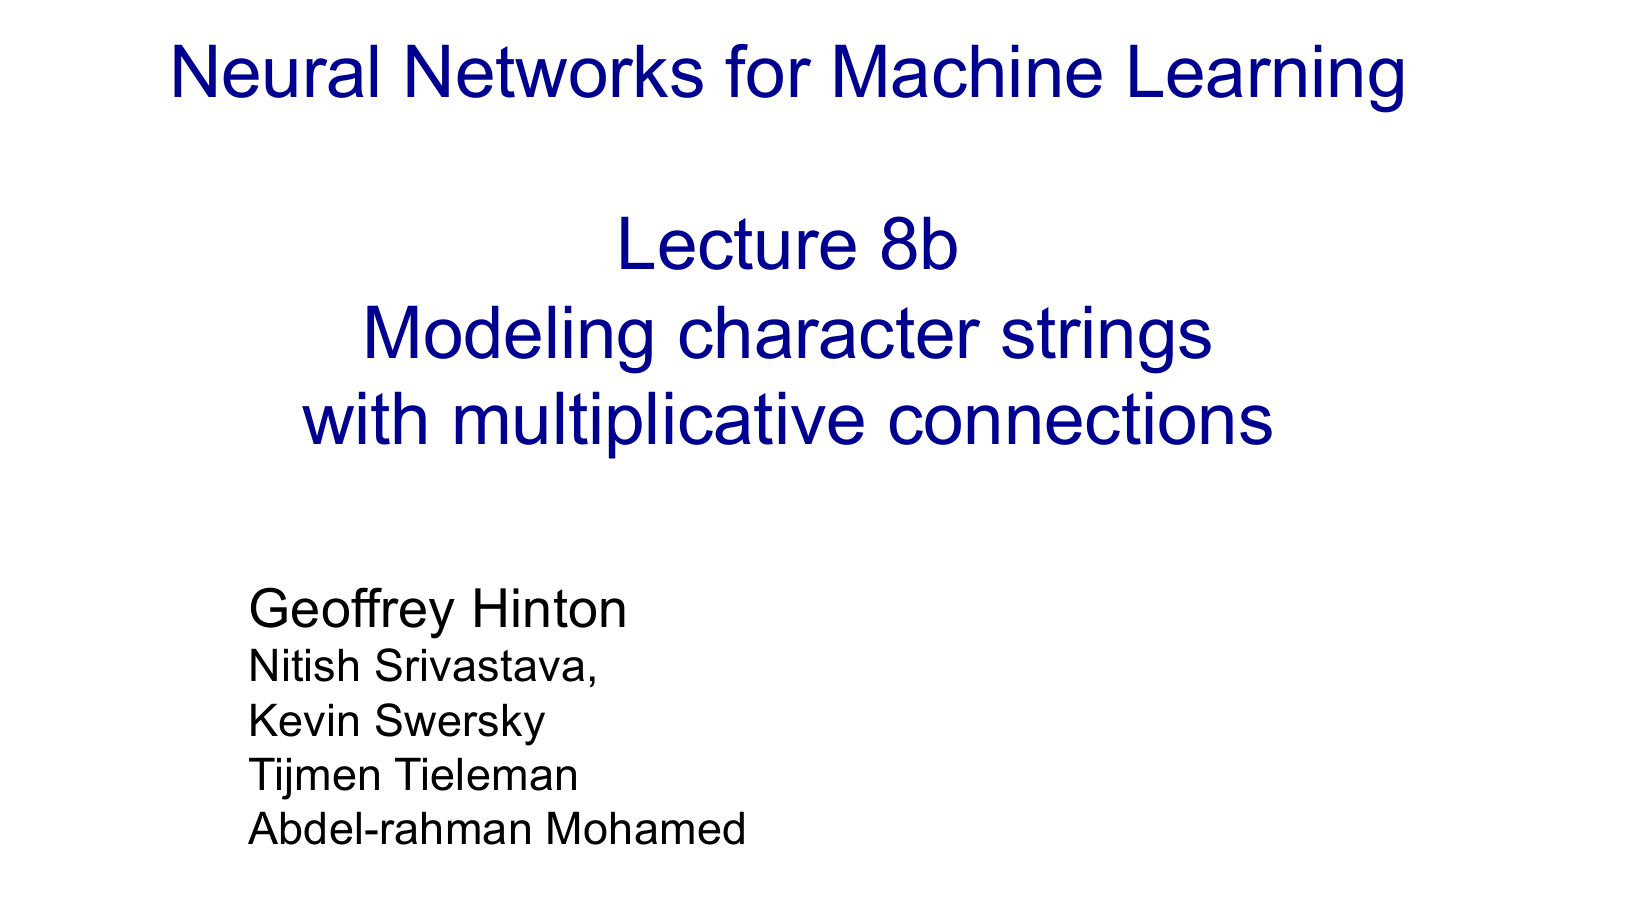 Neural Networks for Machine Learning
Lecture 8b
Modeling character strings
with multiplicative connections
Geoffrey Hinton
Nitish Srivastava,
Kevin Swersky
Tijmen Tieleman
Abdel-rahman Mohamed